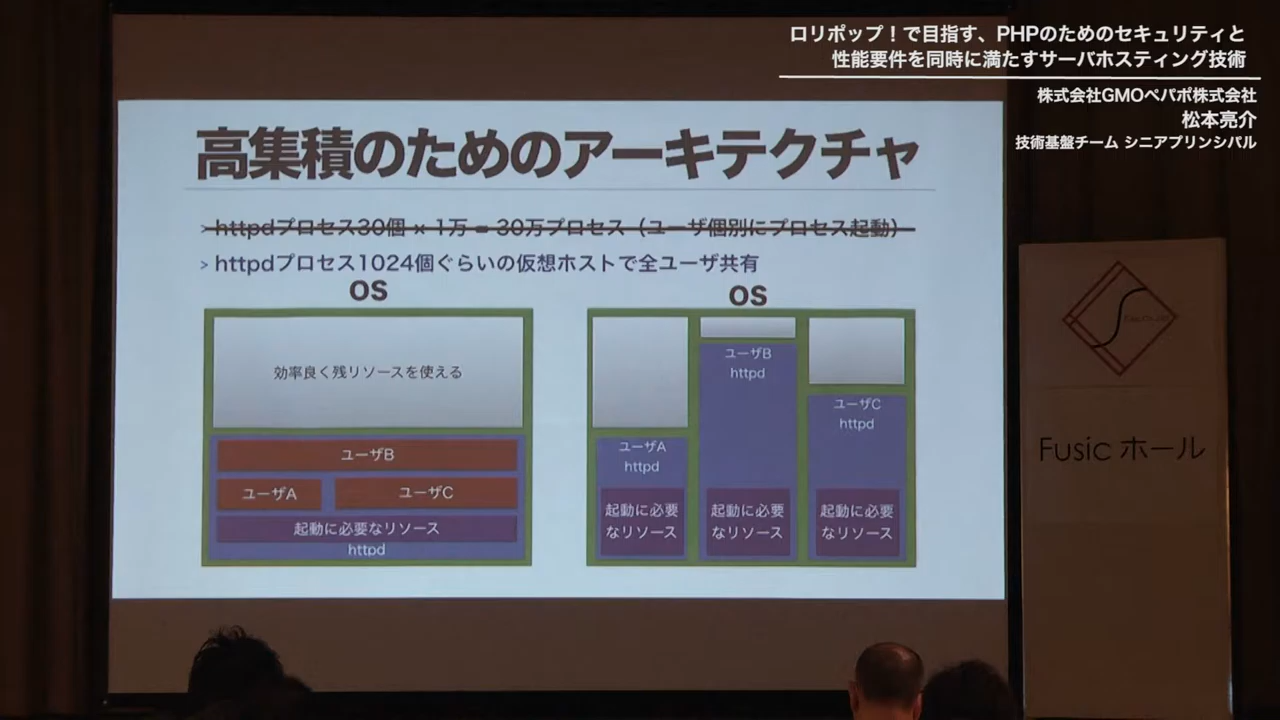 ロリポップ！で目指す、PHPのためのセキュリティと
性能要件を同時に満たすサーバホスティング技術
株式会社GMOペパボ株式会社
松本亮介
技術基盤チーム シニアプリンシパル
高集積のためのアーキテクチャ
> httpdプロセス30個 × 1万 = 30万プロセス（ユーザ個別にプロセス起動）
> httpdプロセス1024個ぐらいの仮想ホストで全ユーザ共有
OS
効率良く残リソースを使える
ユーザB
ユーザA
ユーザC
起動に必要なリソース
httpd
OS
ユーザA
httpd
起動に必要
なリソース
ユーザB
httpd
起動に必要
なリソース
ユーザC
httpd
起動に必要
なリソース
Fusic ホール